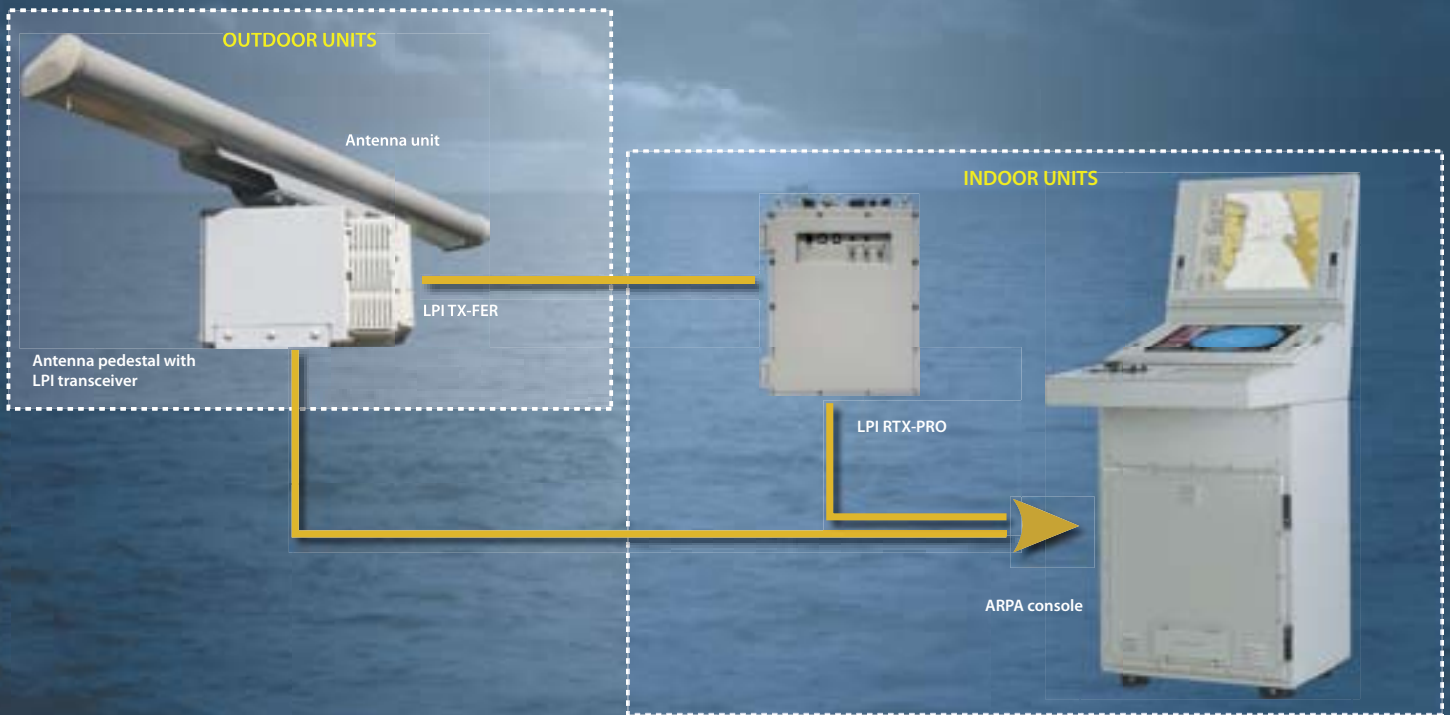 OUTDOOR UNITS
Antenna unit
INDOOR UNITS
LPI TX-FER
Antenna pedestal with
LPI transceiver
LPI RTX-PRO
ARPA console